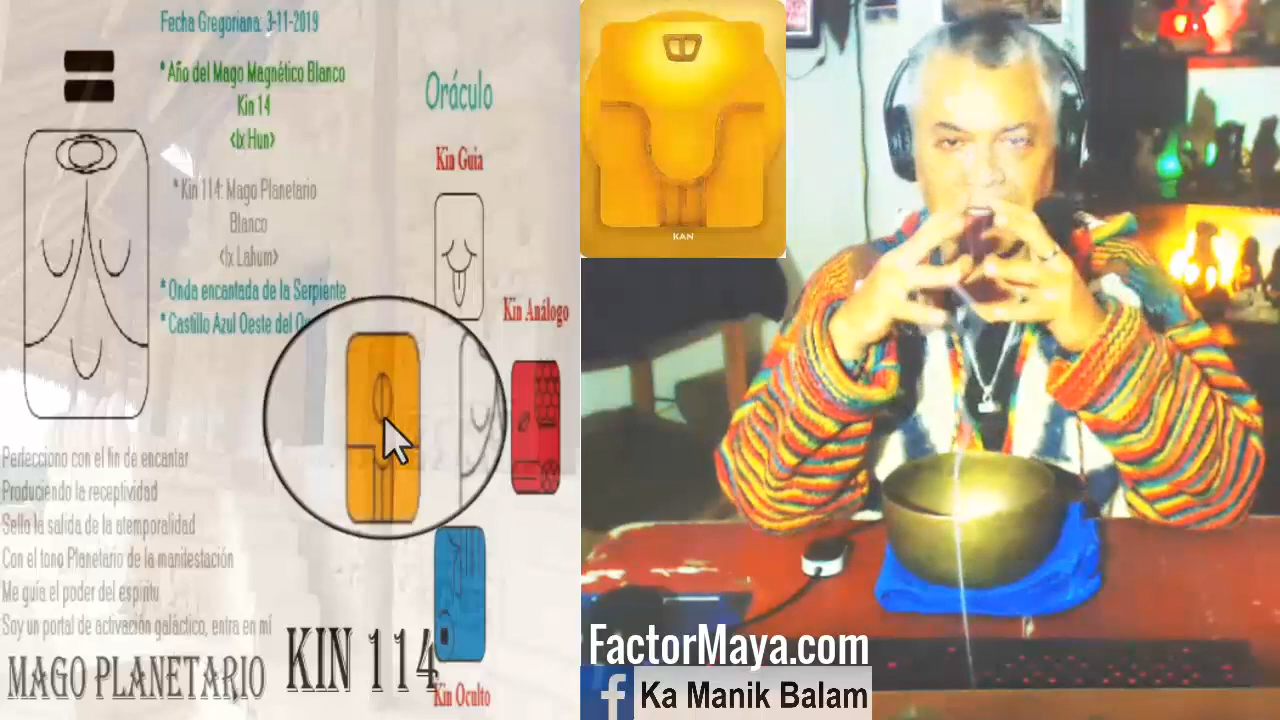 Fecha Gregoriana: 3-11-2019
* Año del Mago Magnético Blanco
Kin 14
<Ix Hun>
* Kin 114: Mago Planetario
Blanco
<Ix Lahum>
* Onda encantada de la Serpiente
* Castillo Azul Oeste del
Oráculo
Kin Guia
Kin Análogo
Kin Oculto
Perfecciono con el fin de encantar
Produciendo la receptividad
Sello la salida de la atemporalidad
Con el tono Planetario de la manifestación
Me guía el poder del espíritu
Soy un portal de activación galáctico, entra en mí
MAGO PLANETARIO
KIN 114
KAN
FactorMaya.com
f Ka Manik Balam